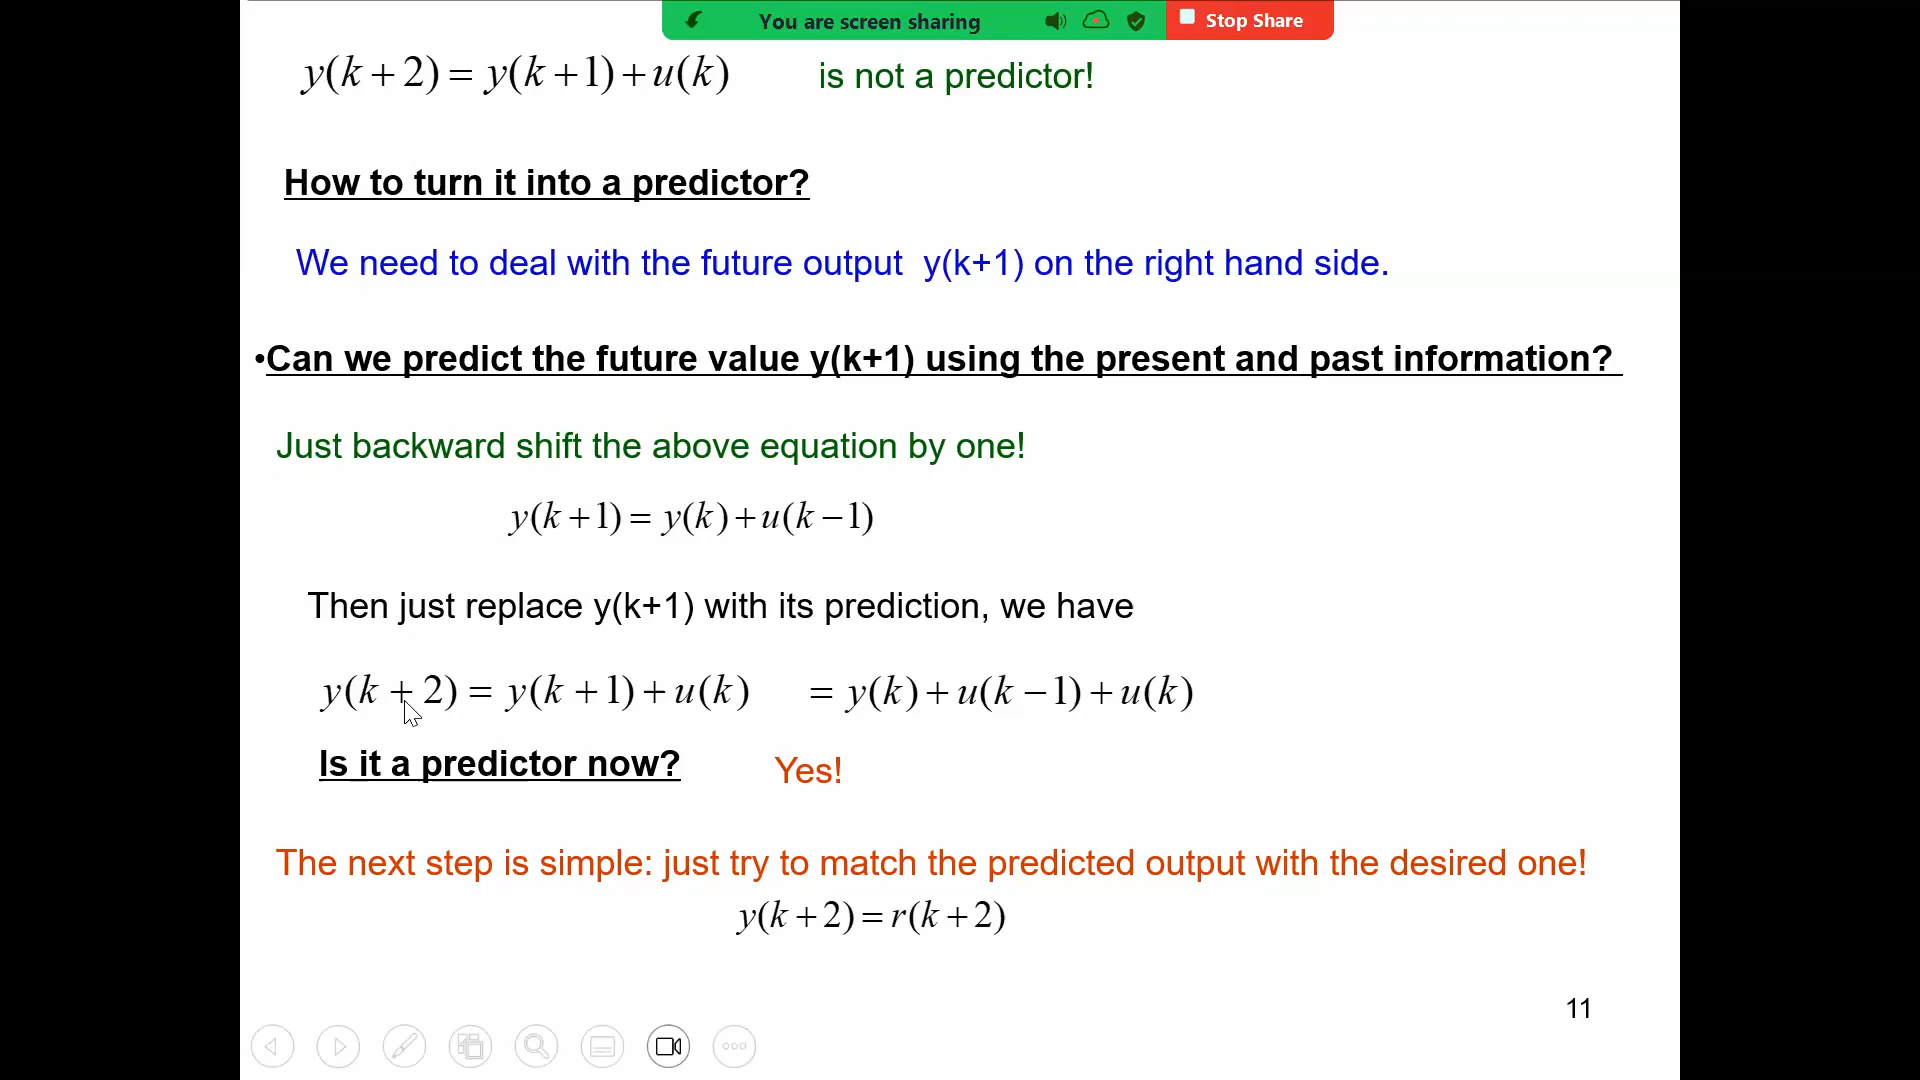 You are screen sharing Stop Share
y(k+2)=y(k+1)+u(k) is not a predictor!
How to turn it into a predictor?
We need to deal with the future output y(k+1) on the right hand side.
•Can we predict the future value y(k+1) using the present and past information?
Just backward shift the above equation by one!
y(k+1)=y(k)+u(k−1)
Then just replace y(k+1) with its prediction, we have
y(k+2)=y(k+1)+u(k) =y(k)+u(k−1)+u(k)
Is it a predictor now? Yes!
The next step is simple: just try to match the predicted output with the desired one!
y(k+2)=r(k+2)
11